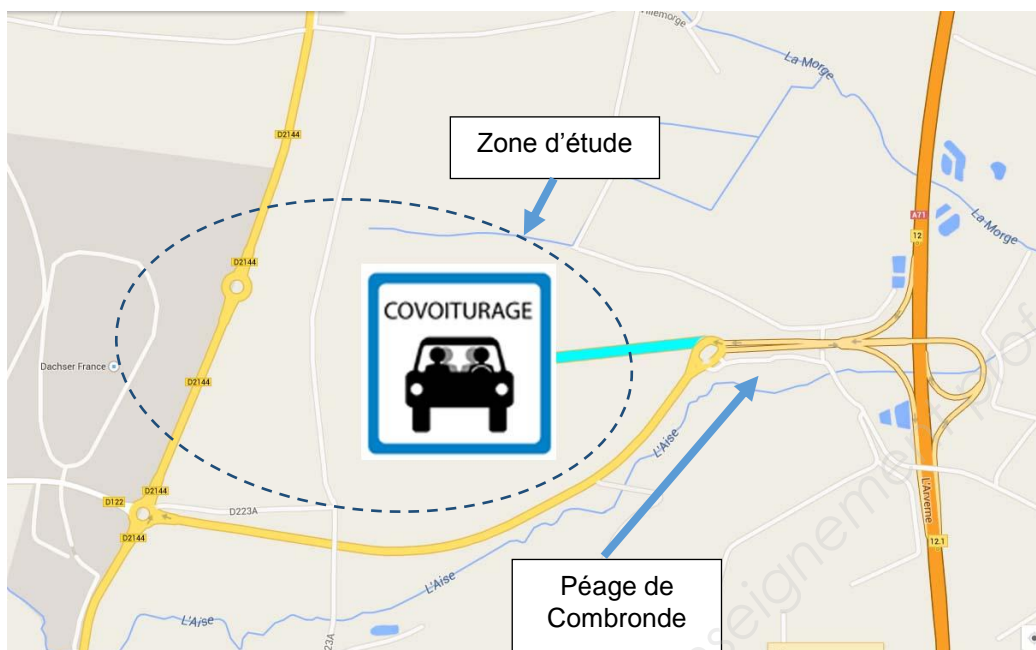 La Morge
D2144
Zone d'étude
A71
12
La Morge
D2144
COVOITURAGE
Dachser France
D2144
L'Aise
D2144
D122
D223A
L'Arverne
D2144
12.1
L'Aise
Péage de
Combronde
L'Aise